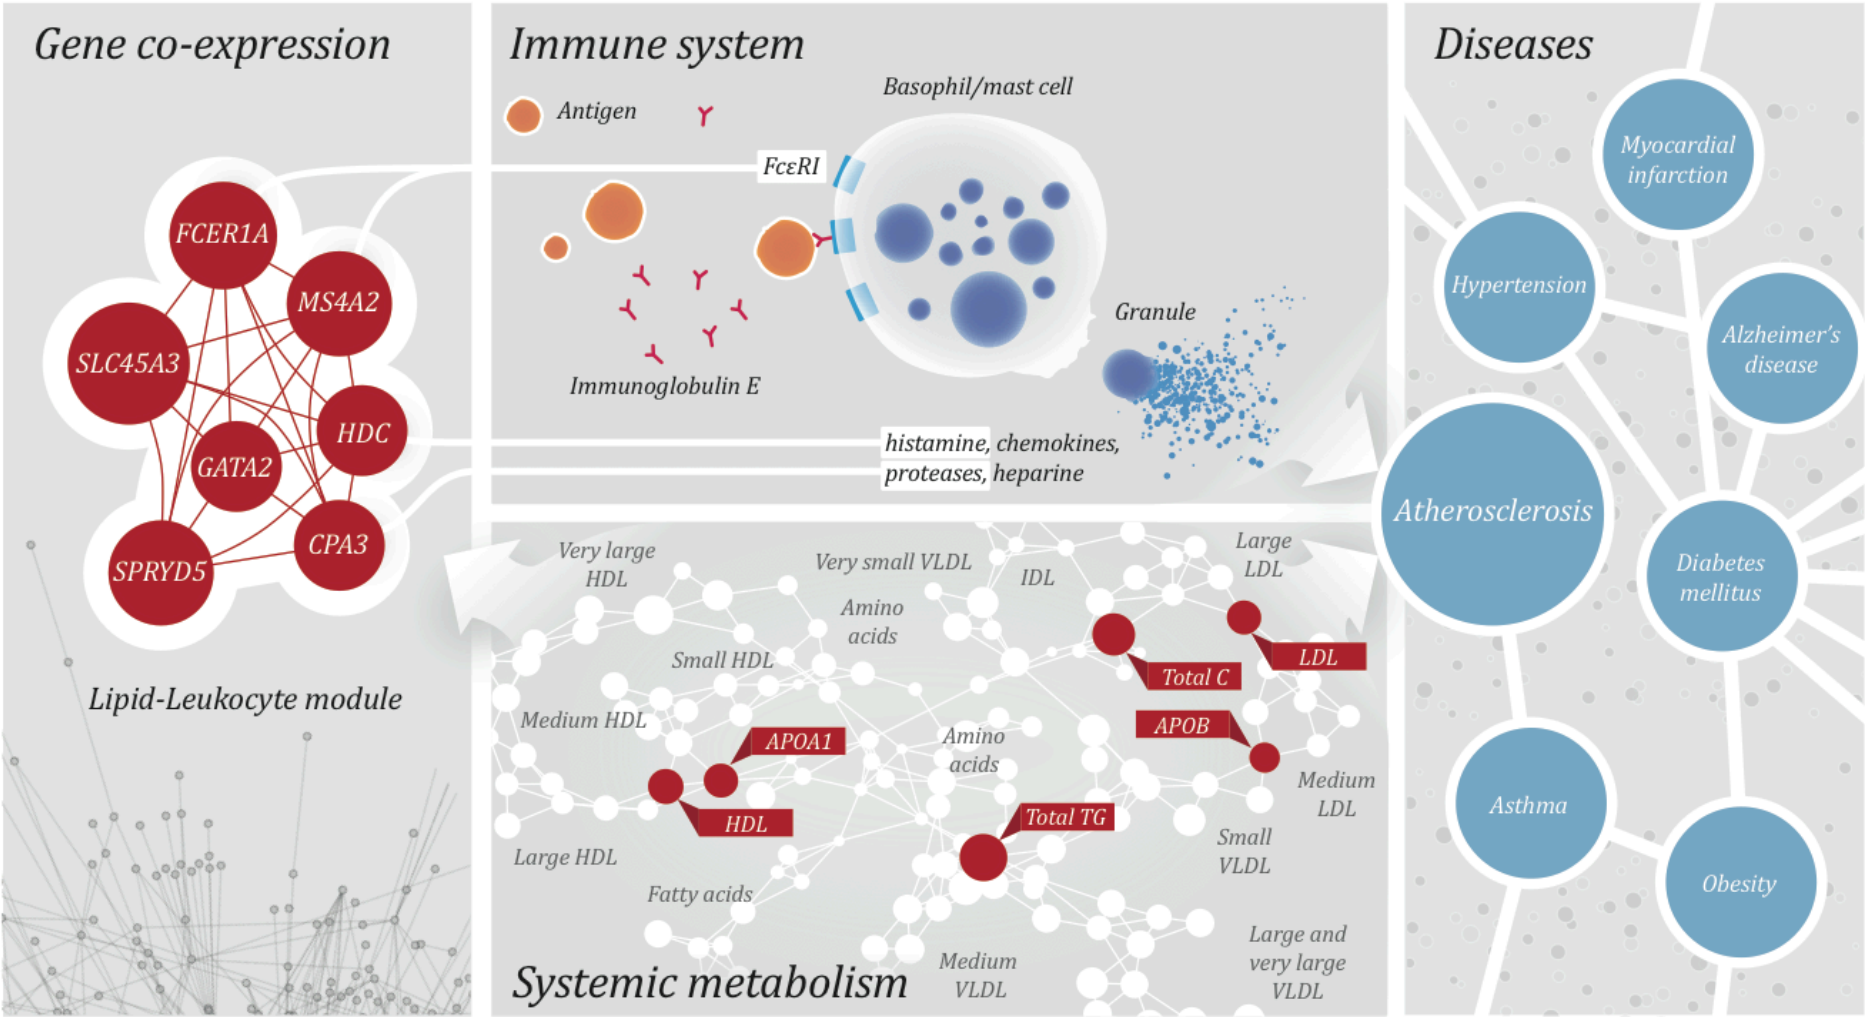 Gene co-expression
FCER1A
MS4A2
SLC45A3
HDC
GATA2
CPA3
SPRYD5
Lipid-Leukocyte module
Immune system
Basophil/mast cell
Antigen
FcεRI
Granule
Immunoglobulin E
histamine, chemokines,
proteases, heparine
Very large
HDL
Very small VLDL
IDL
Large
LDL
Amino
acids
Small HDL
LDL
Total C
Medium HDL
APOA1
Amino
acids
APOB
Medium
LDL
HDL
Total TG
Large HDL
Small
VLDL
Fatty acids
Medium
VLDL
Large and
very large
VLDL
Systemic metabolism
Diseases
Myocardial
infarction
Hypertension
Alzheimer's
disease
Atherosclerosis
Diabetes
mellitus
Asthma
Obesity